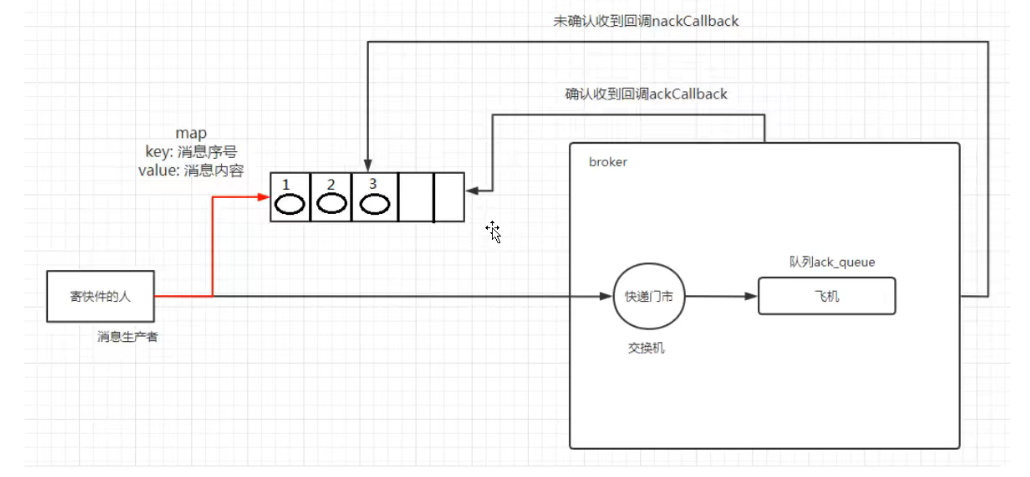 未确认收到回调nackCallback
确认收到回调ackCallback
map
key: 消息序号
value: 消息内容
broker
1
2
3
队列ack_queue
寄快件的人
快递门市
飞机
消息生产者
交换机